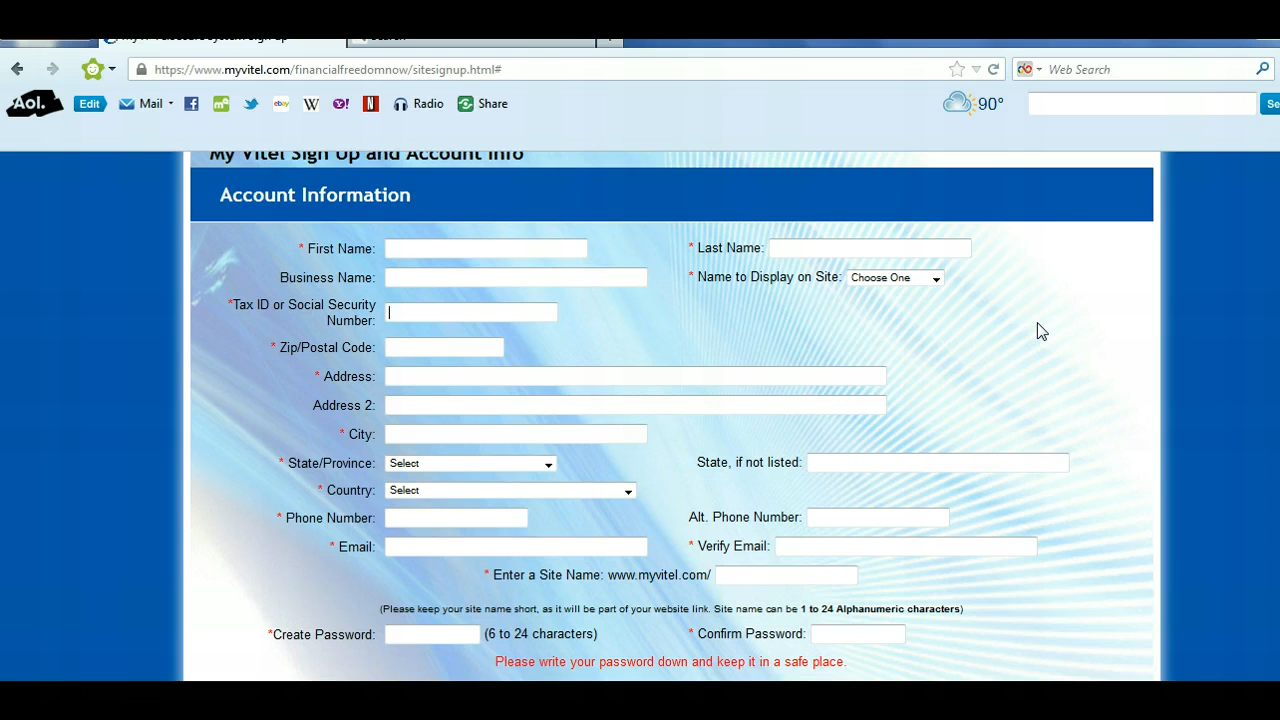 https://www.myvitel.com/financialfreedomnow/sitesignup.html#
Web Search
Aol.
Edit
Mail
W
Y!
N
Radio
Share
90°
Se
My Vitel Sign Up and Account Info
Account Information
* First Name:
* Last Name:
Business Name:
* Name to Display on Site: Choose One
*Tax ID or Social Security
Number:
* Zip/Postal Code:
* Address:
Address 2:
* City:
* State/Province: Select
State, if not listed:
* Country: Select
* Phone Number:
Alt. Phone Number:
* Email:
* Verify Email:
* Enter a Site Name: www.myvitel.com/
(Please keep your site name short, as it will be part of your website link. Site name can be 1 to 24 Alphanumeric characters)
*Create Password: (6 to 24 characters)
* Confirm Password:
Please write your password down and keep it in a safe place.